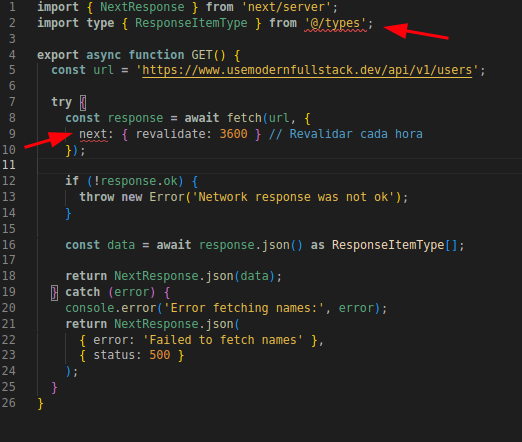 1 import { NextResponse } from 'next/server';
2 import type { ResponseItemType } from '@/types';
3
4 export async function GET() {
5   const url = 'https://www.usemodernfullstack.dev/api/v1/users';
6
7   try {
8     const response = await fetch(url, {
9       next: { revalidate: 3600 } // Revalidar cada hora
10     });
11
12     if (!response.ok) {
13       throw new Error('Network response was not ok');
14     }
15
16     const data = await response.json() as ResponseItemType[];
17
18     return NextResponse.json(data);
19   } catch (error) {
20     console.error('Error fetching names:', error);
21     return NextResponse.json(
22       { error: 'Failed to fetch names' },
23       { status: 500 }
24     );
25   }
26 }